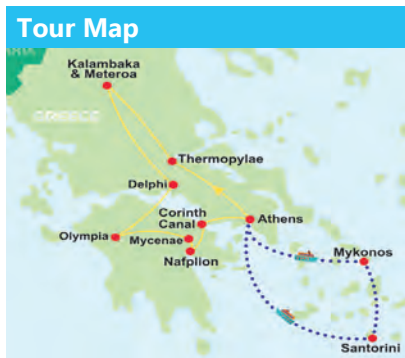 Tour Map
Kalambaka
& Meteroa
Thermopylae
Delphi
Corinth
Canal
Athens
Olympia
Mycenae
Nafplion
Mykonos
Santorini